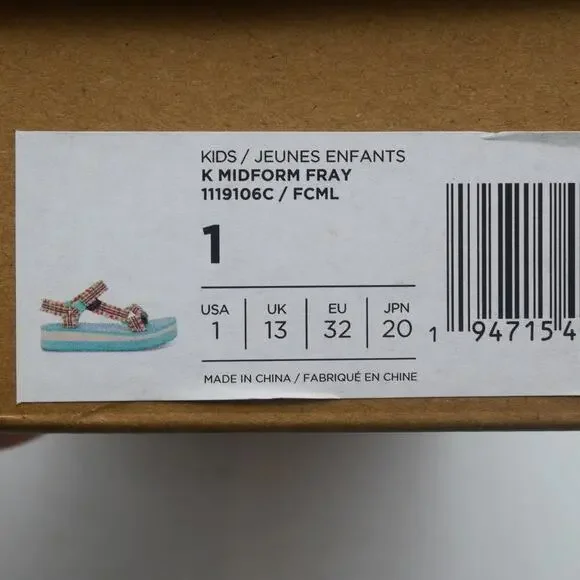 KIDS / JEUNES ENFANTS
K MIDFORM FRAY
1119106C / FCML
1
USA UK EU JPN
1 13 32 20
1 94715 4
MADE IN CHINA / FABRIQUÉ EN CHINE